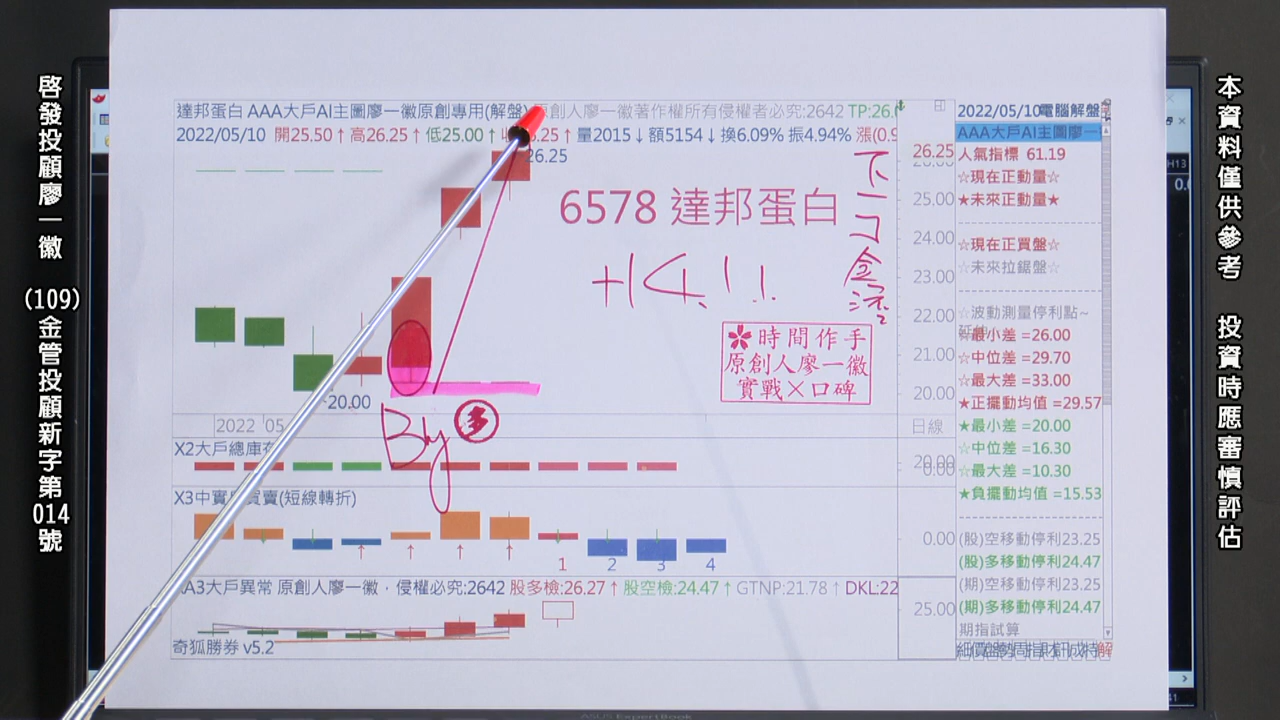 啓發投顧廖一徽 (109)金管投顧新字第014號
本資料僅供參考 投資時應審慎評估
達邦蛋白 AAA大戶AI主圖廖一徽原創專用(解盤) 原創人廖一徽著作權所有侵權者必究:2642 TP:26.0
2022/05/10 開25.50↑高26.25↑低25.00↑ 5.25↑量2015↓額5154↓換6.09%振4.94% 漲(0.9
26.25
6578 達邦蛋白
+14.1
時間作手
原創人廖一徽
實戰×口碑
20.00
By 多
2022 05
日線
X2大戶總庫存
X3中實 買賣(短線轉折)
1 2 3 4
A3大戶異常 原創人廖一徽,侵權必究:2642 股多檢:26.27↑股空檢:24.47↑GTNP:21.78↑DKL:22
奇狐勝券 v5.2
26.25
25.00
24.00
23.00
22.00
21.00
20.00
0.00
25.00
2022/05/10電腦解盤
AAA大戶AI主圖廖一
人氣指標 61.19
☆現在正動量☆
★未來正動量★
☆現在正買盤☆
☆未來拉鋸盤☆
☆波動測量停利點~
☆最小差 =26.00
☆中位差 =29.70
☆最大差 =33.00
★正擺動均值 =29.57
★最小差 =20.00
☆中位差 =16.30
☆最大差 =10.30
★負擺動均值 =15.53
(股)空移動停利23.25
(股)多移動停利24.47
(期)空移動停利23.25
(期)多移動停利24.47
期指試算
H13
0.
41
ASUS ExpertBook